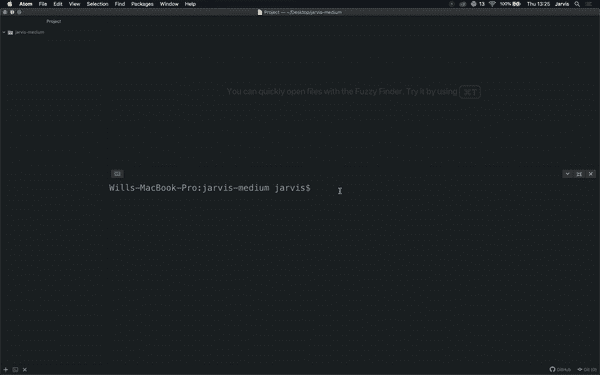 Atom File Edit View Selection Find Packages Window Help
13 100% Thu 13:25 Jarvis
Project — ~/Desktop/jarvis-medium
Project
jarvis-medium
You can quickly open files with the Fuzzy Finder. Try it by using ⌘T
Wills-MacBook-Pro:jarvis-medium jarvis$
GitHub